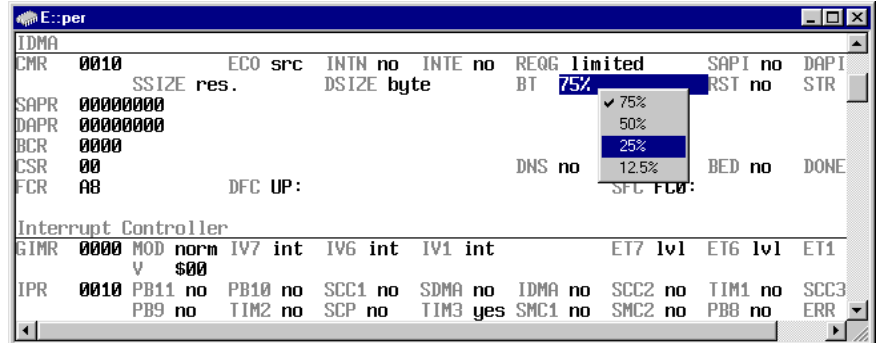 E::per
IDMA
CMR 0010 ECO src INTN no INTE no REQG limited SAPI no DAPI
SSIZE res. DSIZE byte BT 75% RST no STR
SAPR 00000000 ✓ 75%
DAPR 00000000 50%
BCR 0000 25%
CSR 00 DNS no 12.5% BED no DONE
FCR A8 DFC UP: SFC FC0:
Interrupt Controller
GIMR 0000 MOD norm IV7 int IV6 int IV1 int ET7 lvl ET6 lvl ET1
V $00
IPR 0010 PB11 no PB10 no SCC1 no SDMA no IDMA no SCC2 no TIM1 no SCC3
PB9 no TIM2 no SCP no TIM3 yes SMC1 no SMC2 no PB8 no ERR